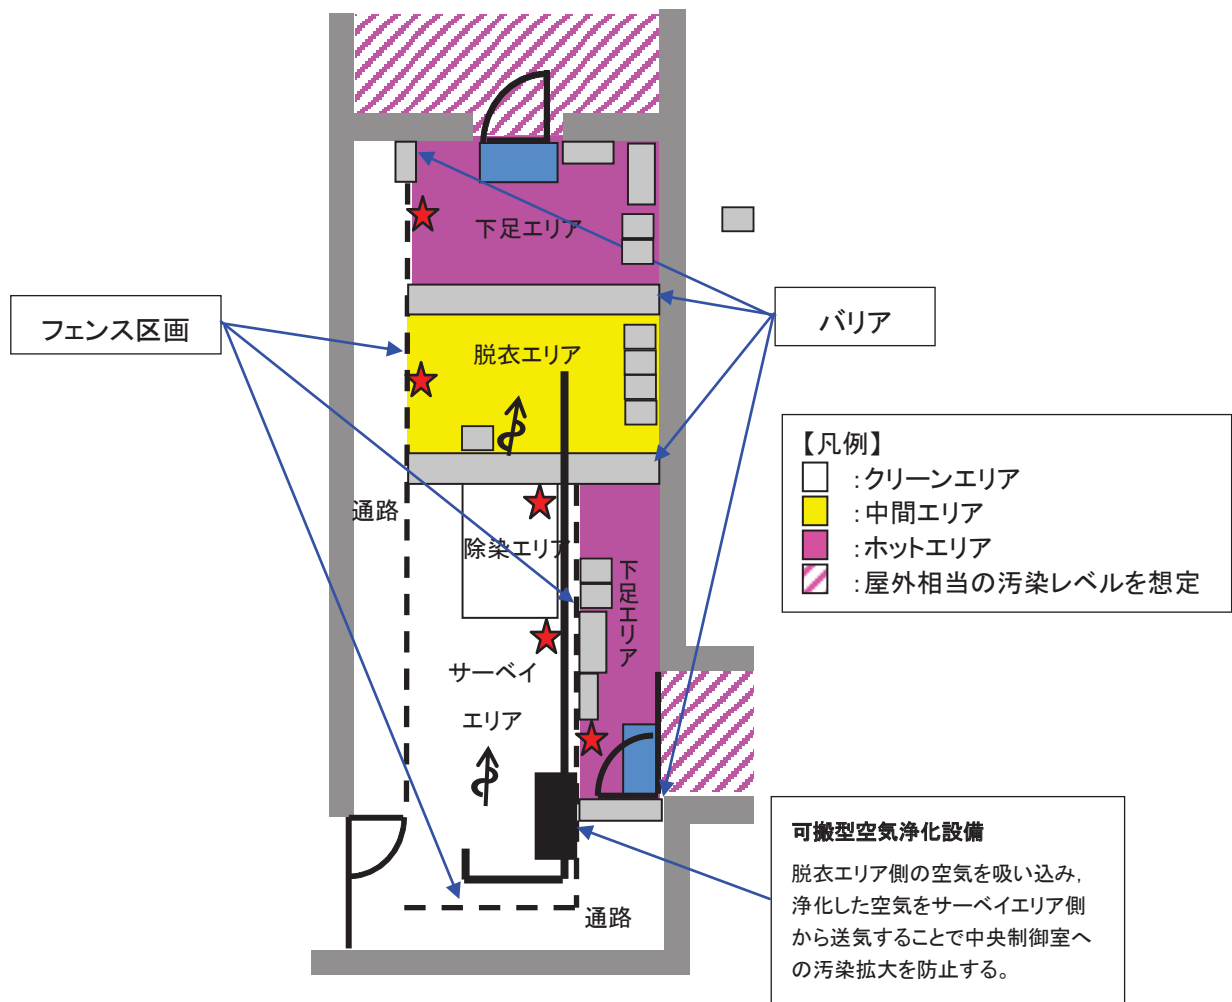 下足エリア
フェンス区画
バリア
脱衣エリア
【凡例】
：クリーンエリア
：中間エリア
：ホットエリア
：屋外相当の汚染レベルを想定
通路
除染エリア
下足エリア
サーベイ
エリア
可搬型空気浄化設備
脱衣エリア側の空気を吸い込み，
浄化した空気をサーベイエリア側
から送気することで中央制御室へ
の汚染拡大を防止する。
通路